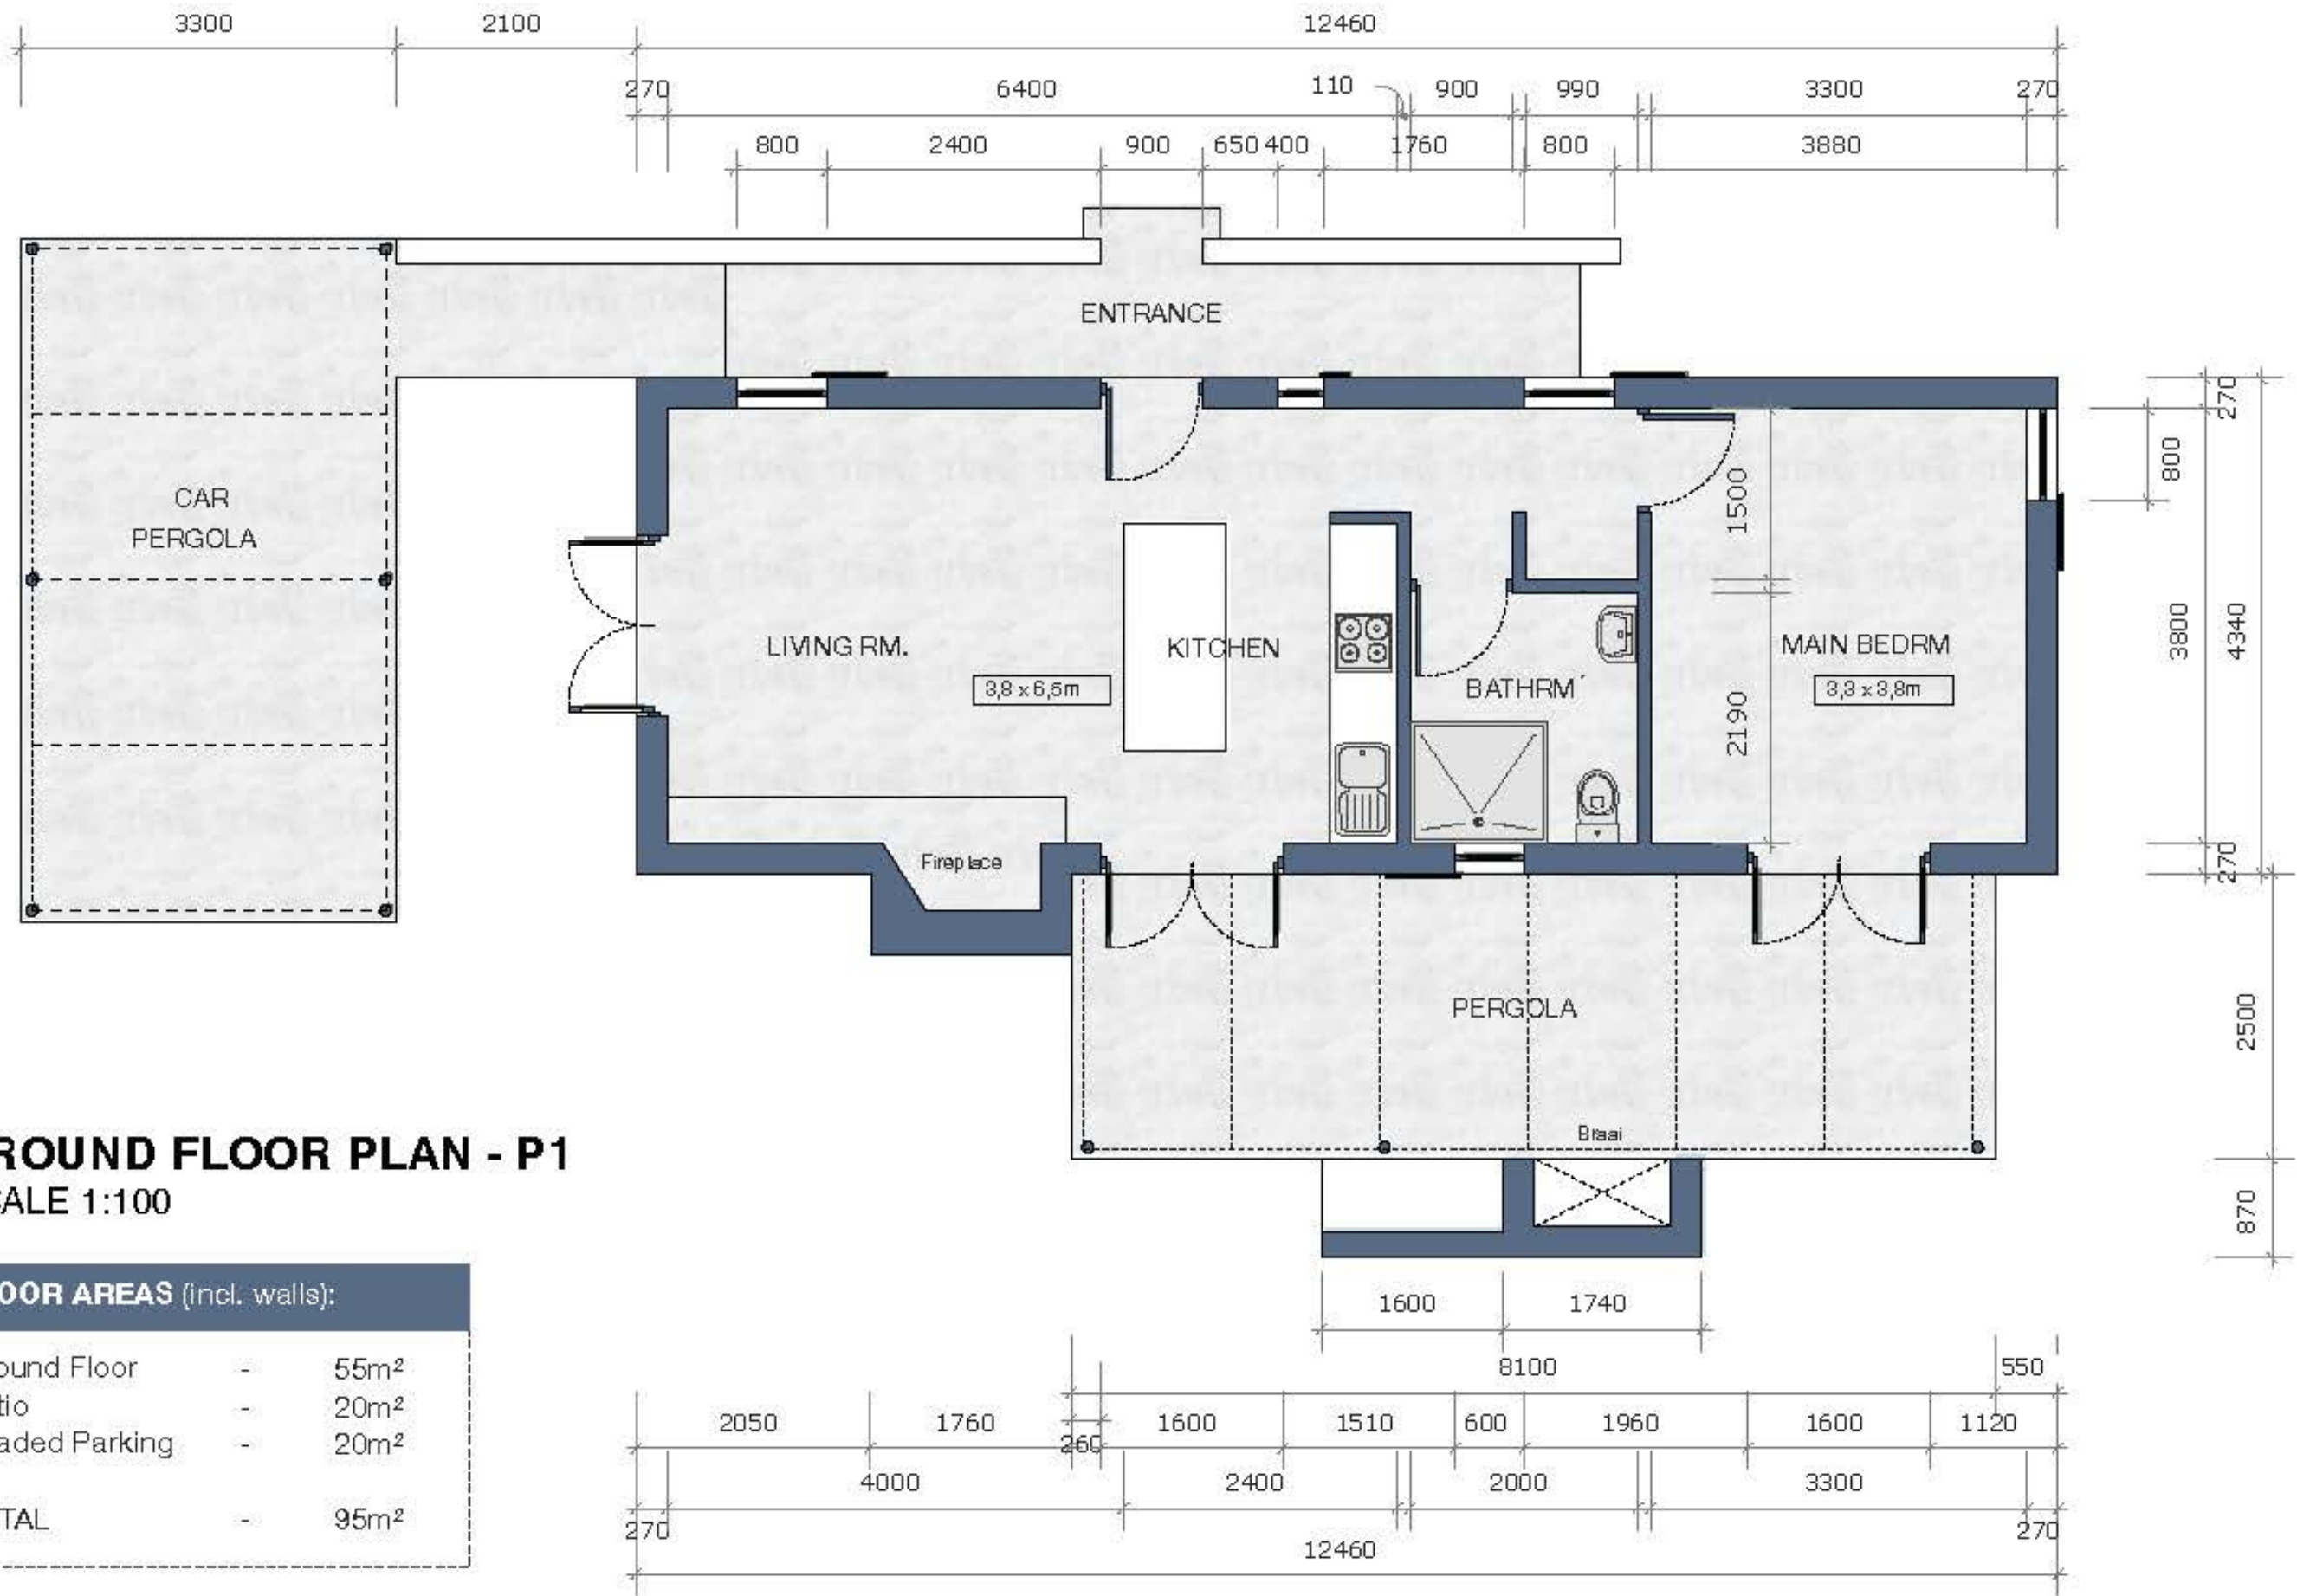 3300 2100 12460
270 6400 110 900 990 3300 270
800 2400 900 650 400 1760 800 3880
ENTRANCE
270
800
CAR
PERGOLA
1500
3800
4340
LIVING RM.
KITCHEN
MAIN BEDRM
3,8 x 6,5m
BATHRM
3,3 x 3,8m
2190
Fireplace
270
PERGOLA
2500
Braai
ROUND FLOOR PLAN - P1
CALE 1:100
870
OOR AREAS (incl. walls):
1600 1740
ound Floor - 55m²
8100 550
tio - 20m²
2050 1760 260 1600 1510 600 1960 1600 1120
aded Parking - 20m²
4000 2400 2000 3300
TAL - 95m²
270 270
12460